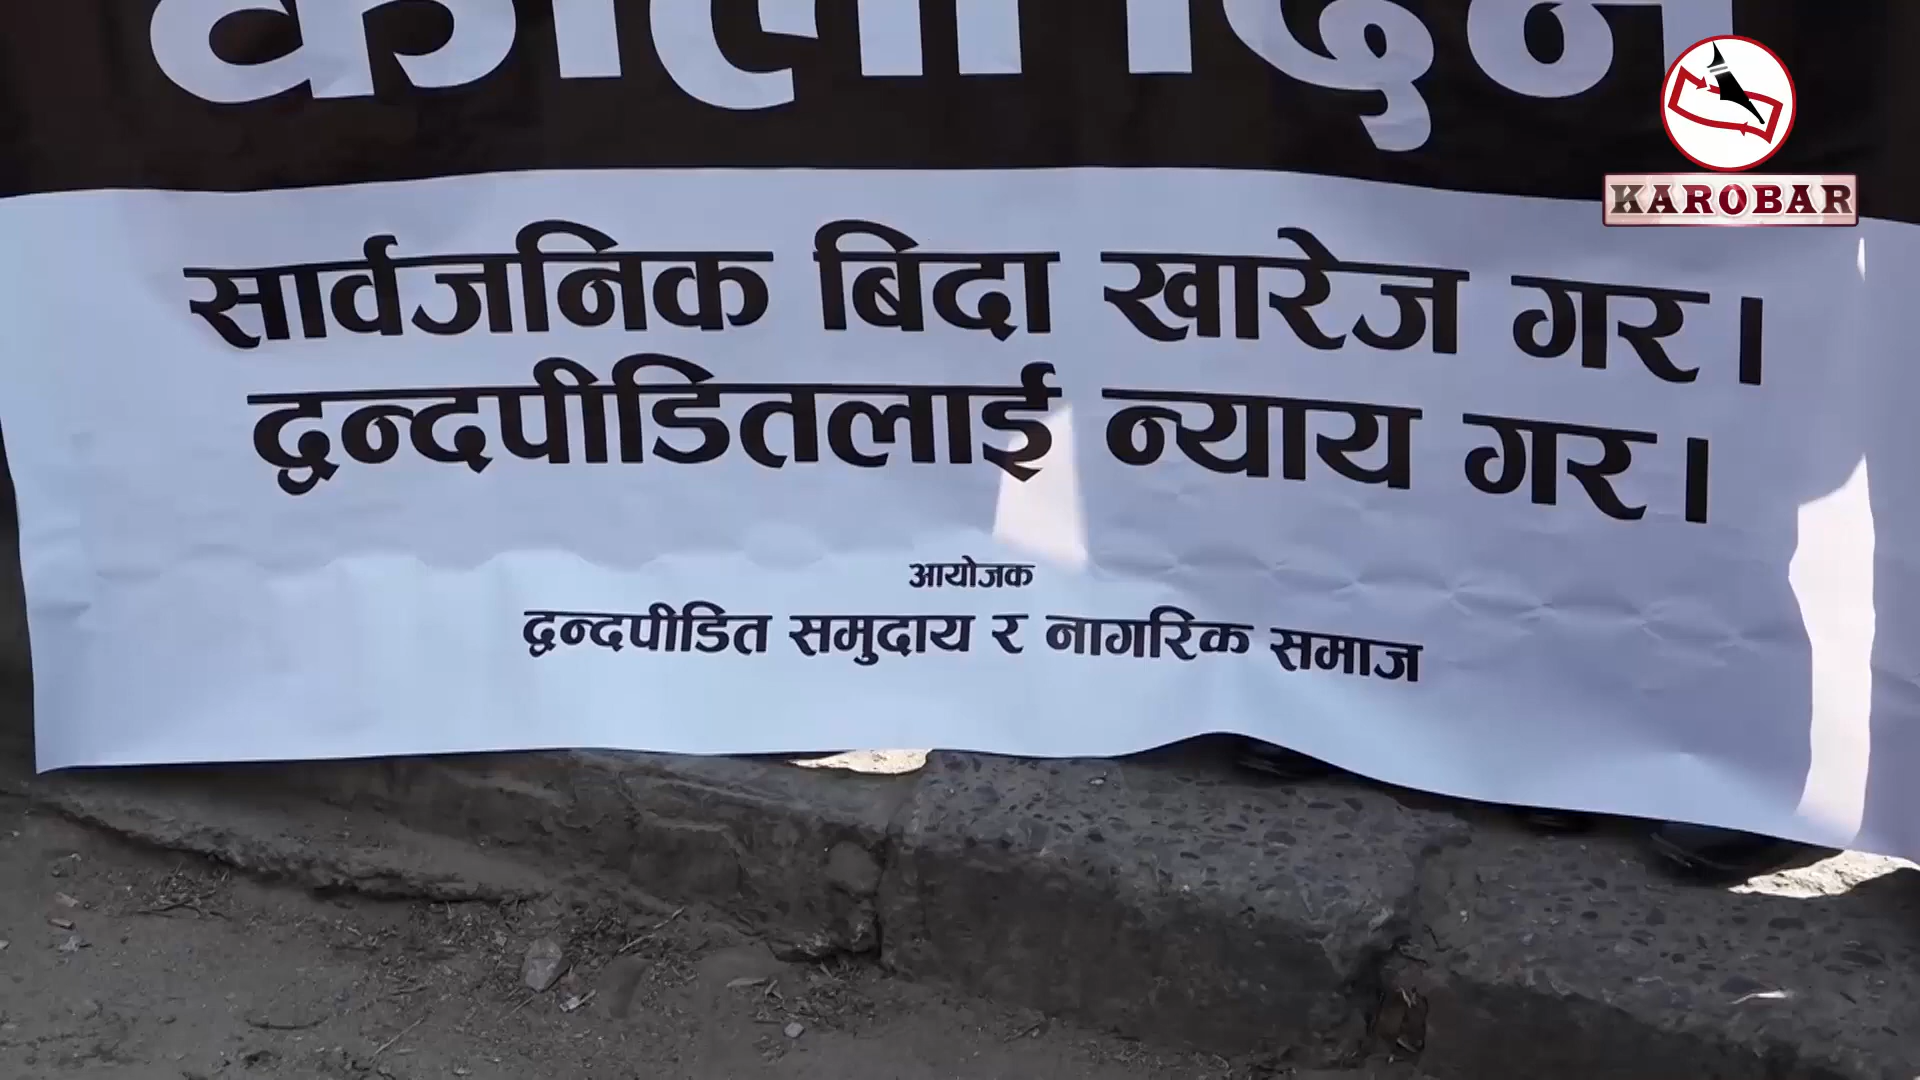 काला दिन
KAROBAR
सार्वजनिक बिदा खारेज गर।
द्वन्दपीडितलाई न्याय गर।
आयोजक
द्वन्दपीडित समुदाय र नागरिक समाज